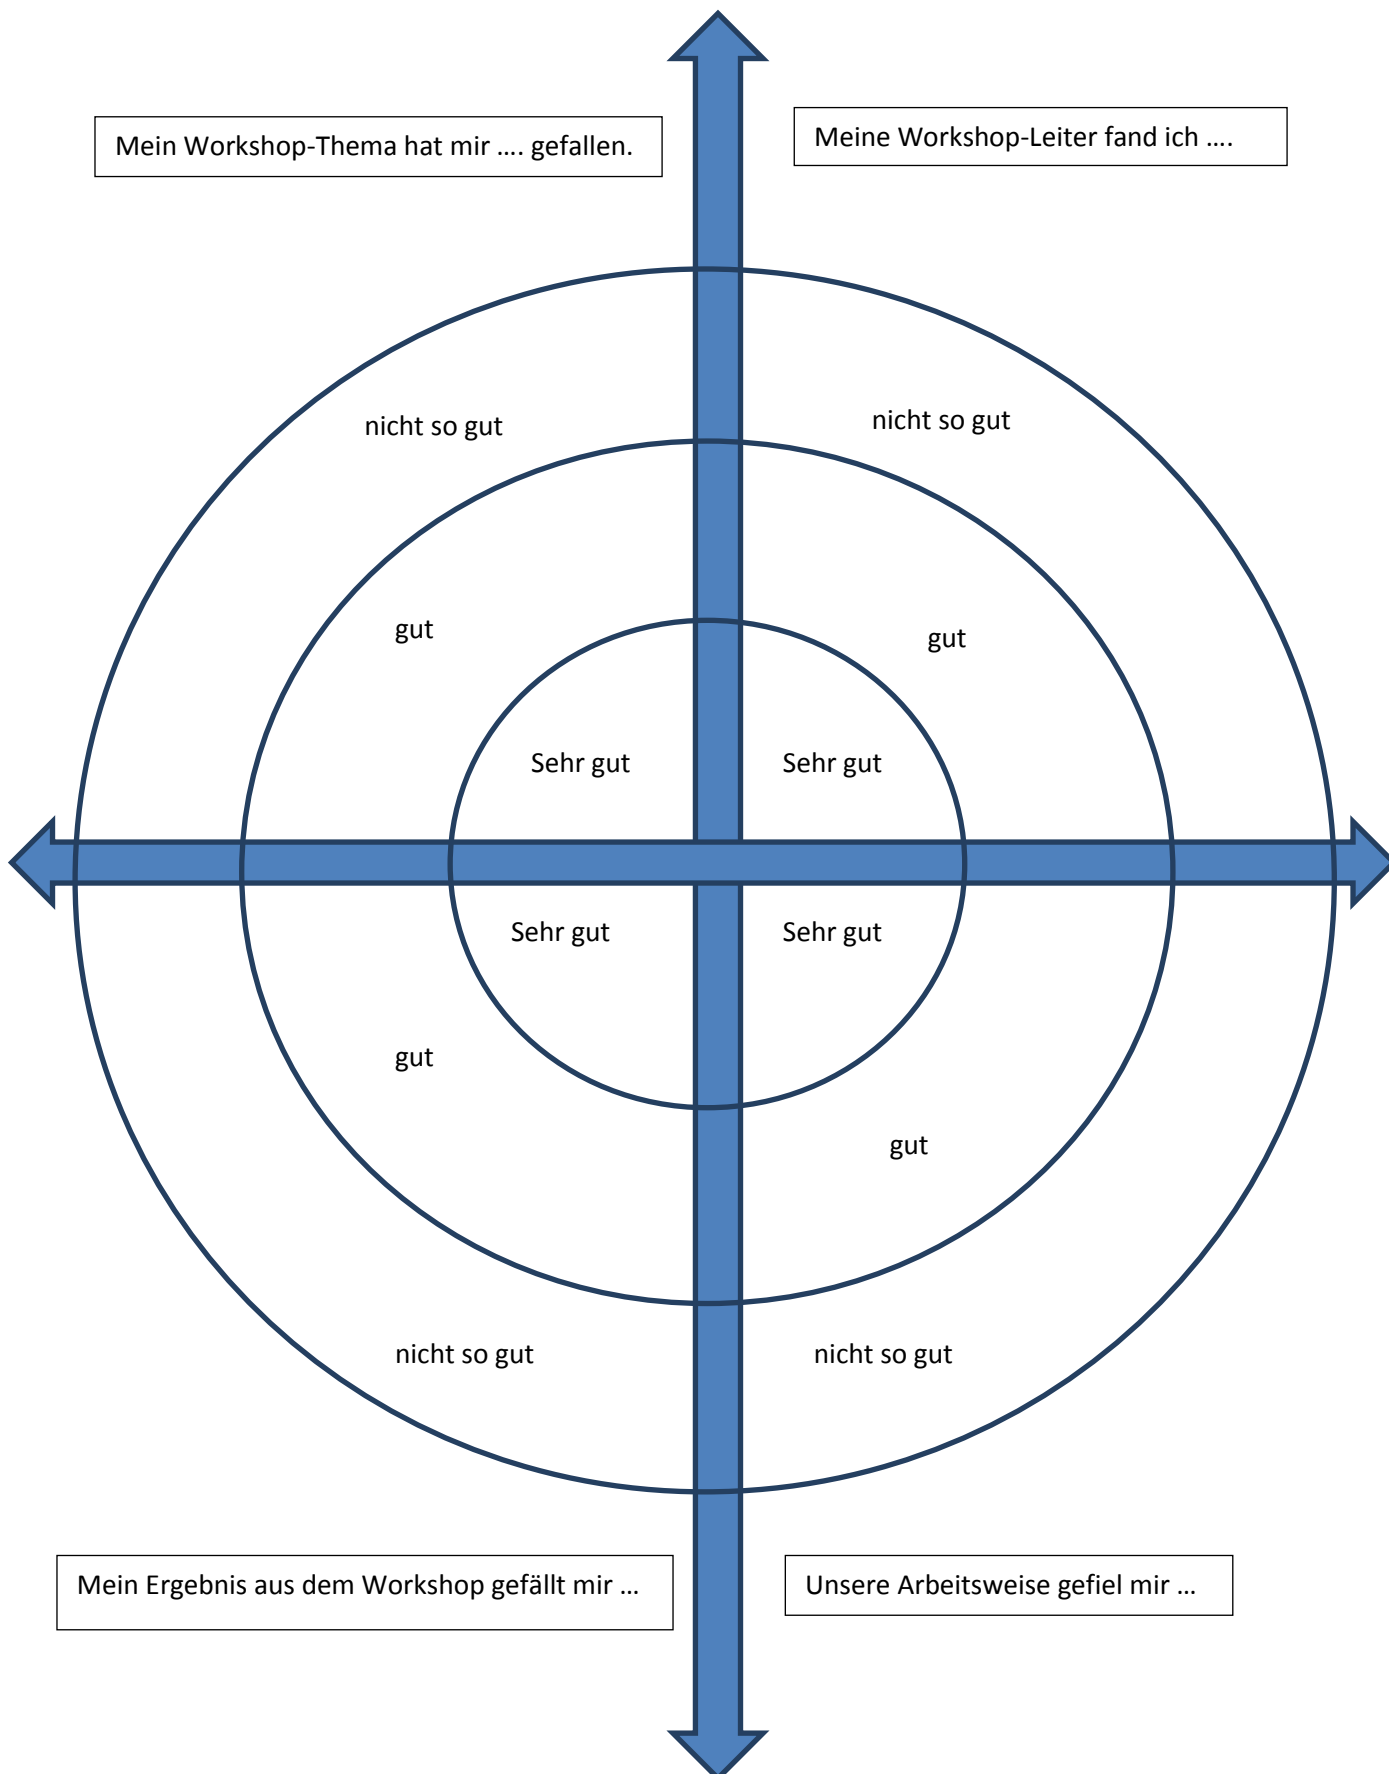 Mein Workshop-Thema hat mir …. gefallen.
Meine Workshop-Leiter fand ich ….
nicht so gut
nicht so gut
gut
gut
Sehr gut
Sehr gut
Sehr gut
Sehr gut
gut
gut
nicht so gut
nicht so gut
Mein Ergebnis aus dem Workshop gefällt mir …
Unsere Arbeitsweise gefiel mir …